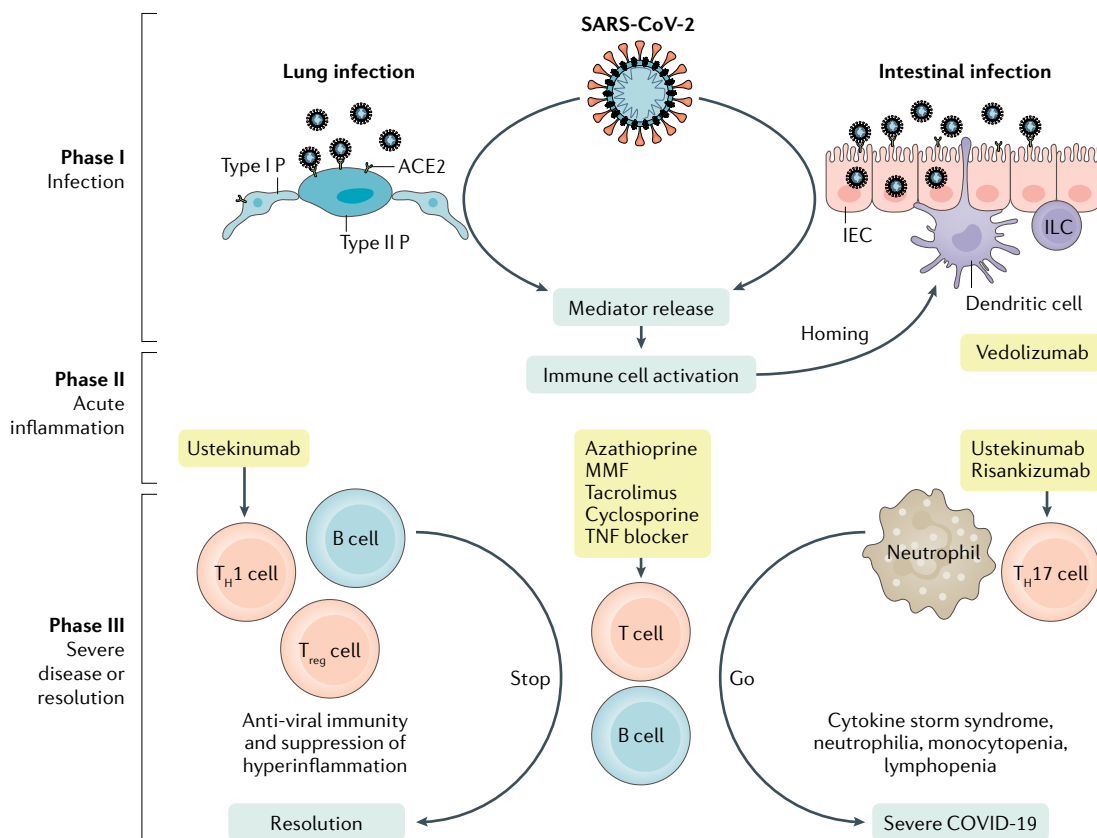 SARS-CoV-2
Lung infection
Intestinal infection
Phase I
Infection
Type I P
ACE2
Type II P
IEC
ILC
Dendritic cell
Mediator release
Homing
Immune cell activation
Vedolizumab
Phase II
Acute
inflammation
Ustekinumab
Azathioprine
MMF
Tacrolimus
Cyclosporine
TNF blocker
Ustekinumab
Risankizumab
Phase III
Severe
disease or
resolution
B cell
TH1 cell
Treg cell
Stop
T cell
B cell
Go
Neutrophil
TH17 cell
Anti-viral immunity
and suppression of
hyperinflammation
Cytokine storm syndrome,
neutrophilia, monocytopenia,
lymphopenia
Resolution
Severe COVID-19